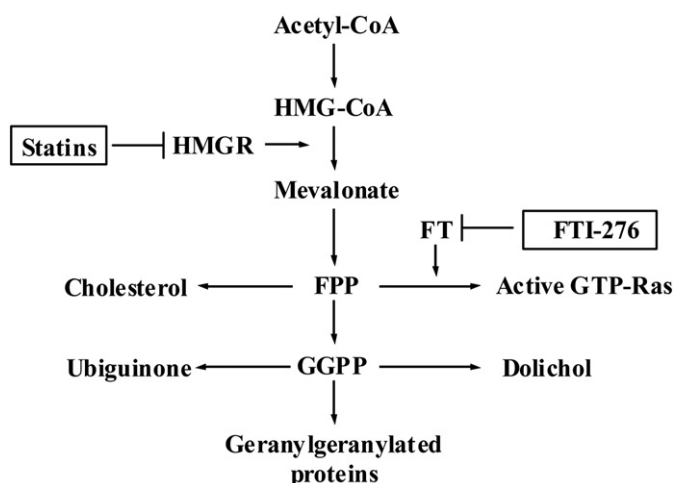 Acetyl-CoA
HMG-CoA
Statins HMGR
Mevalonate
FT FTI-276
Cholesterol FPP Active GTP-Ras
Ubiguinone GGPP Dolichol
Geranylgeranylated
proteins